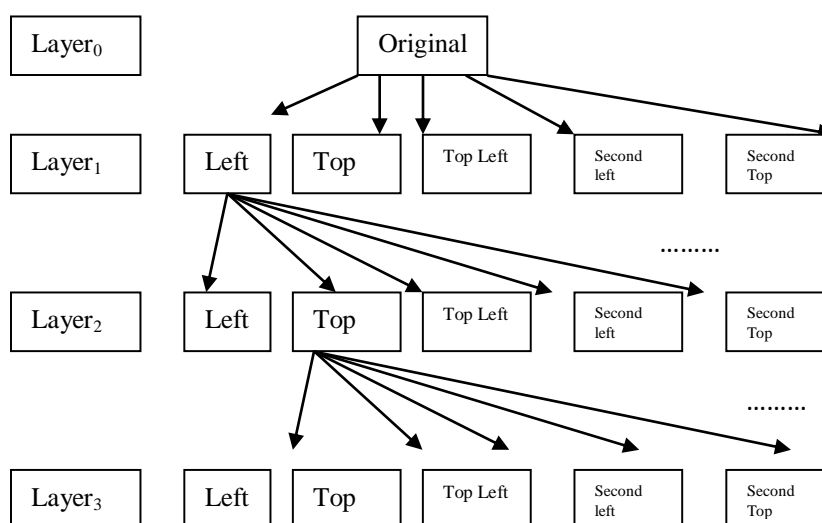 Layer₀
Original
Layer₁
Left
Top
Top Left
Second
left
Second
Top
………
Layer₂
Left
Top
Top Left
Second
left
Second
Top
………
Layer₃
Left
Top
Top Left
Second
left
Second
Top